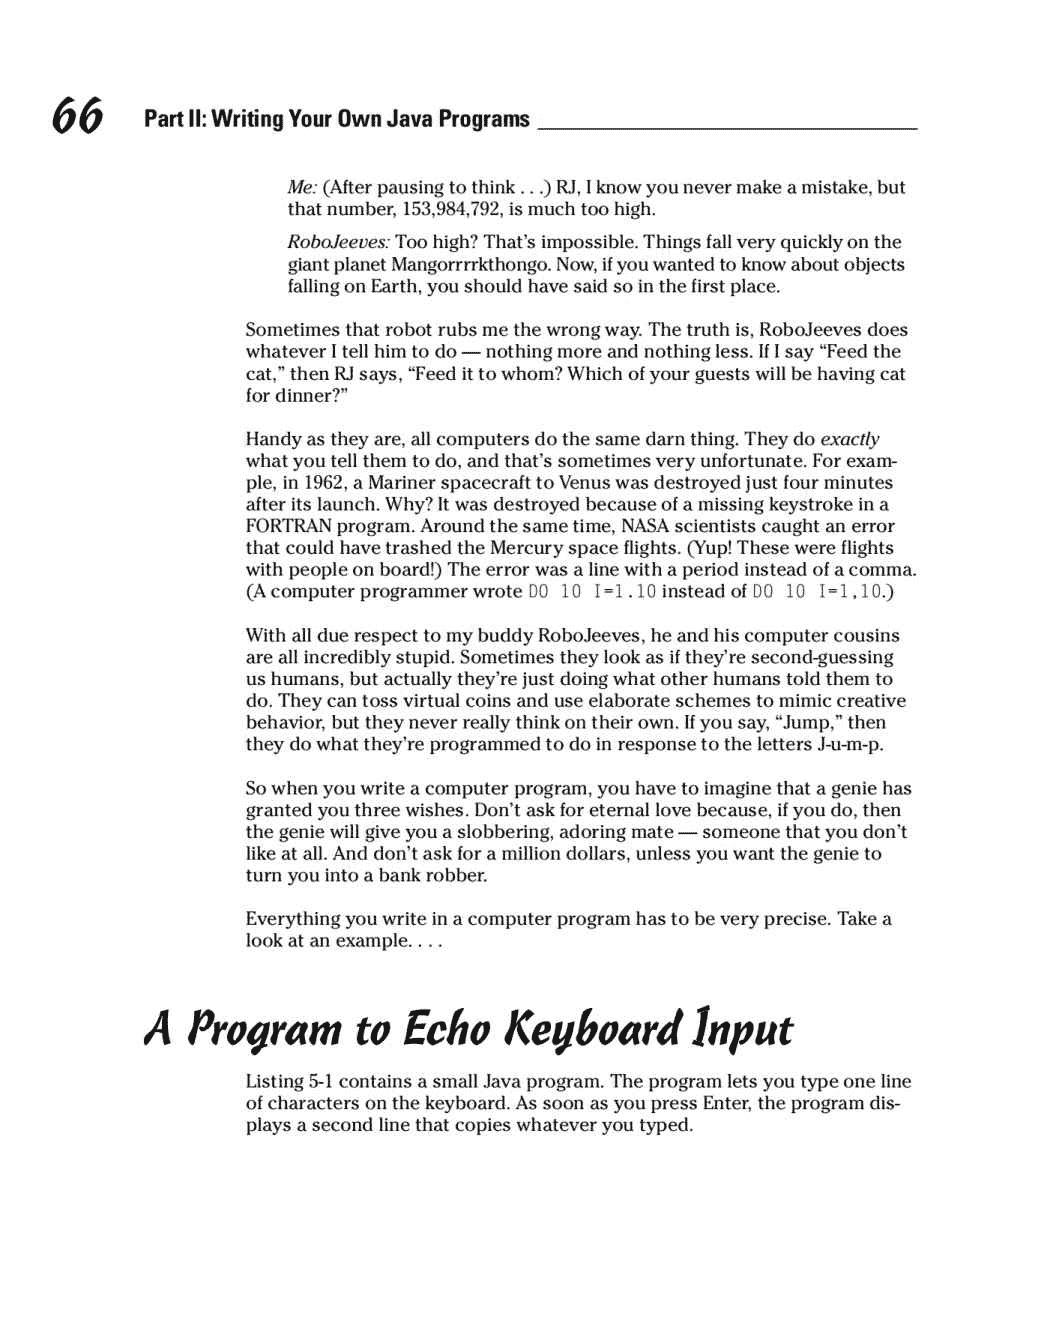 66
Part II: Writing Your Own Java Programs
Me: (After pausing to think . . .) RJ, I know you never make a mistake, but
that number, 153,984,792, is much too high.
RoboJeeves: Too high? That’s impossible. Things fall very quickly on the
giant planet Mangorrrrkthongo. Now, if you wanted to know about objects
falling on Earth, you should have said so in the first place.
Sometimes that robot rubs me the wrong way. The truth is, RoboJeeves does
whatever I tell him to do — nothing more and nothing less. If I say “Feed the
cat,” then RJ says, “Feed it to whom? Which of your guests will be having cat
for dinner?”
Handy as they are, all computers do the same darn thing. They do exactly
what you tell them to do, and that’s sometimes very unfortunate. For exam-
ple, in 1962, a Mariner spacecraft to Venus was destroyed just four minutes
after its launch. Why? It was destroyed because of a missing keystroke in a
FORTRAN program. Around the same time, NASA scientists caught an error
that could have trashed the Mercury space flights. (Yup! These were flights
with people on board!) The error was a line with a period instead of a comma.
(A computer programmer wrote DO 10 I=1.10 instead of DO 10 I=1,10.)
With all due respect to my buddy RoboJeeves, he and his computer cousins
are all incredibly stupid. Sometimes they look as if they’re second-guessing
us humans, but actually they’re just doing what other humans told them to
do. They can toss virtual coins and use elaborate schemes to mimic creative
behavior, but they never really think on their own. If you say, “Jump,” then
they do what they’re programmed to do in response to the letters J-u-m-p.
So when you write a computer program, you have to imagine that a genie has
granted you three wishes. Don’t ask for eternal love because, if you do, then
the genie will give you a slobbering, adoring mate — someone that you don’t
like at all. And don’t ask for a million dollars, unless you want the genie to
turn you into a bank robber.
Everything you write in a computer program has to be very precise. Take a
look at an example. . . .
A Program to Echo Keyboard Input
Listing 5-1 contains a small Java program. The program lets you type one line
of characters on the keyboard. As soon as you press Enter, the program dis-
plays a second line that copies whatever you typed.